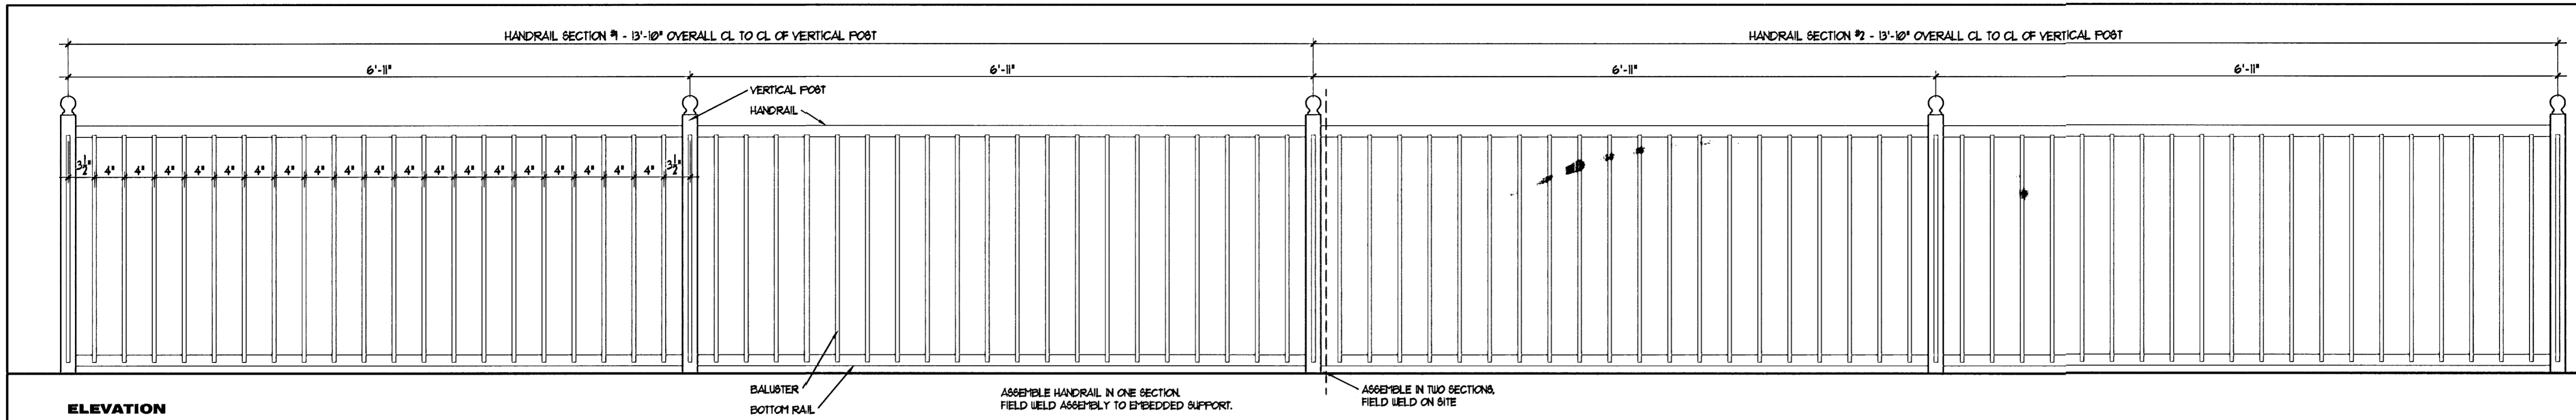 HANDRAIL SECTION #1 - 13'-10" OVERALL CL TO CL OF VERTICAL POST
HANDRAIL SECTION #2 - 13'-10" OVERALL CL TO CL OF VERTICAL POST
6'-11" 6'-11" 6'-11" 6'-11"
VERTICAL POST
HANDRAIL
3½" 4" 4" 4" 4" 4" 4" 4" 4" 4" 4" 4" 4" 4" 4" 4" 4" 4" 4" 4" 3½"
BALUSTER
BOTTOM RAIL
ASSEMBLE HANDRAIL IN ONE SECTION.
FIELD WELD ASSEMBLY TO EMBEDDED SUPPORT.
ASSEMBLE IN TWO SECTIONS,
FIELD WELD ON SITE
ELEVATION